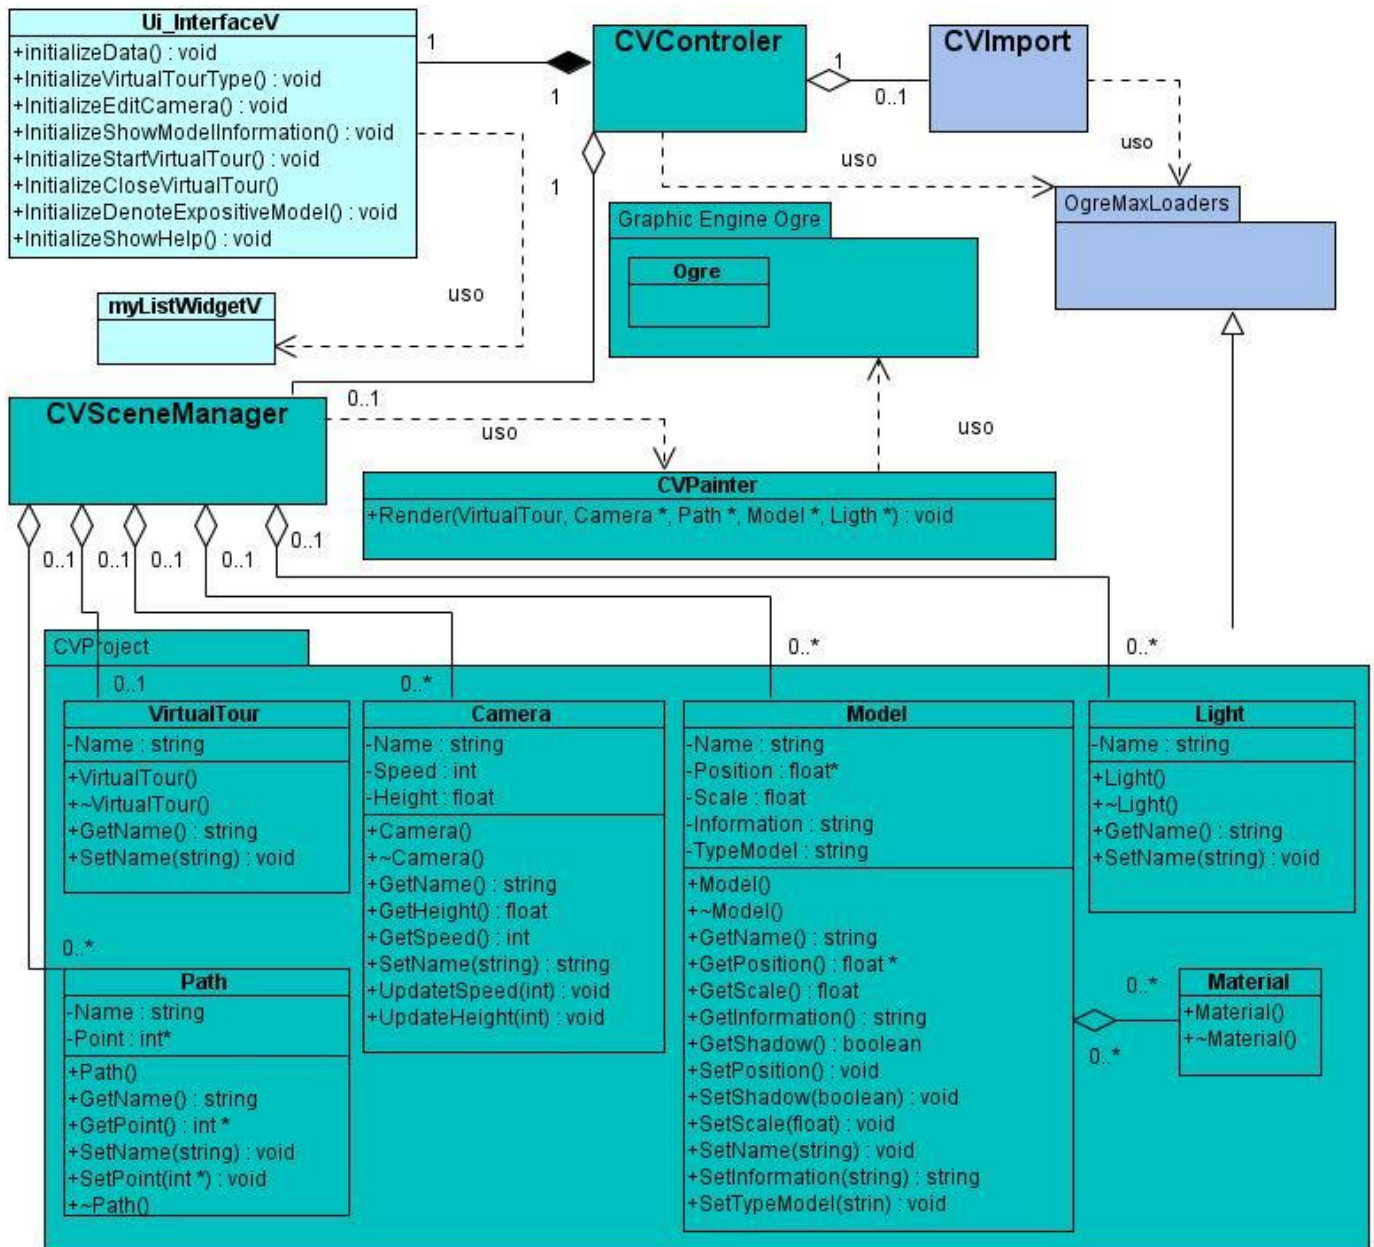 Ui_InterfaceV
+initializeData() : void
+InitializeVirtualTourType() : void
+InitializeEditCamera() : void
+InitializeShowModelInformation() : void
+InitializeStartVirtualTour() : void
+InitializeCloseVirtualTour()
+InitializeDenoteExpositiveModel() : void
+InitializeShowHelp() : void
1
1
CVControler
1
0..1
CVImport
uso
uso
1
OgreMaxLoaders
Graphic Engine Ogre
Ogre
uso
myListWidgetV
0..1
CVSceneManager
uso
uso
CVPainter
+Render(VirtualTour, Camera *, Path *, Model *, Ligth *) : void
0..1
0..1
0..1
0..1
0..1
CVProject
0..1
0..*
0..*
0..*
VirtualTour
-Name : string
+VirtualTour()
+~VirtualTour()
+GetName() : string
+SetName(string) : void
Camera
-Name : string
-Speed : int
-Height : float
+Camera()
+~Camera()
+GetName() : string
+GetHeight() : float
+GetSpeed() : int
+SetName(string) : string
+UpdatetSpeed(int) : void
+UpdateHeight(int) : void
Model
-Name : string
-Position : float*
-Scale : float
-Information : string
-TypeModel : string
+Model()
+~Model()
+GetName() : string
+GetPosition() : float *
+GetScale() : float
+GetInformation() : string
+GetShadow() : boolean
+SetPosition() : void
+SetShadow(boolean) : void
+SetScale(float) : void
+SetName(string) : void
+SetInformation(string) : string
+SetTypeModel(strin) : void
Light
-Name : string
+Light()
+~Light()
+GetName() : string
+SetName(string) : void
0..*
Path
-Name : string
-Point : int*
+Path()
+GetName() : string
+GetPoint() : int *
+SetName(string) : void
+SetPoint(int *) : void
+~Path()
0..*
0..*
Material
+Material()
+~Material()